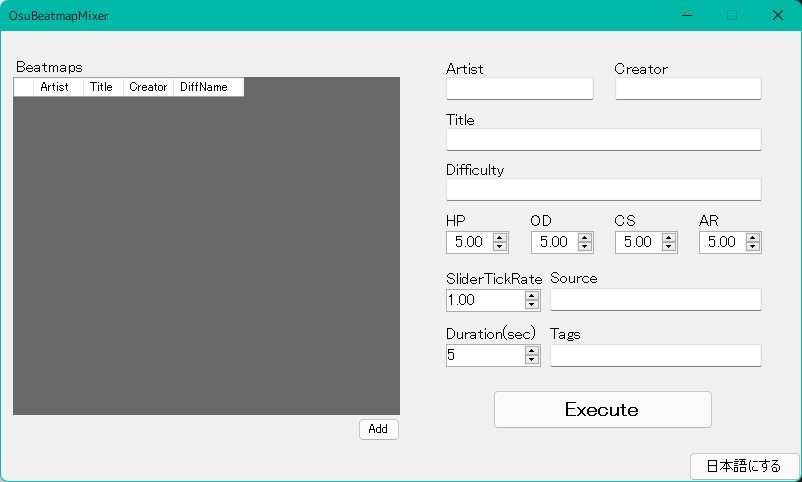 OsuBeatmapMixer
Beatmaps
Artist Title Creator DiffName
Add
Artist Creator
Title
Difficulty
HP OD CS AR
5.00 5.00 5.00 5.00
SliderTickRate Source
1.00
Duration(sec) Tags
5
Execute
日本語にする